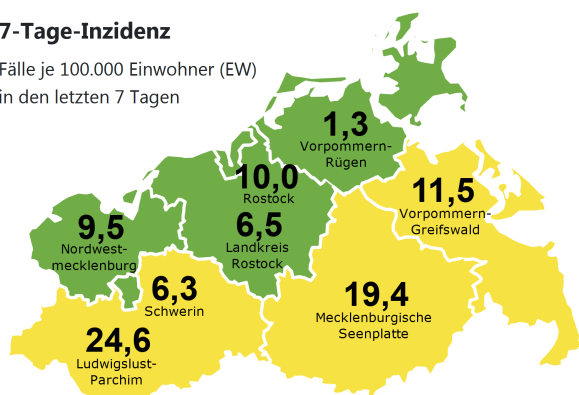 7-Tage-Inzidenz
Fälle je 100.000 Einwohner (EW)
in den letzten 7 Tagen
1,3
Vorpommern-
Rügen
10,0
Rostock
11,5
Vorpommern-
Greifswald
9,5
Nordwest-
mecklenburg
6,5
Landkreis
Rostock
6,3
Schwerin
19,4
Mecklenburgische
Seenplatte
24,6
Ludwigslust-
Parchim